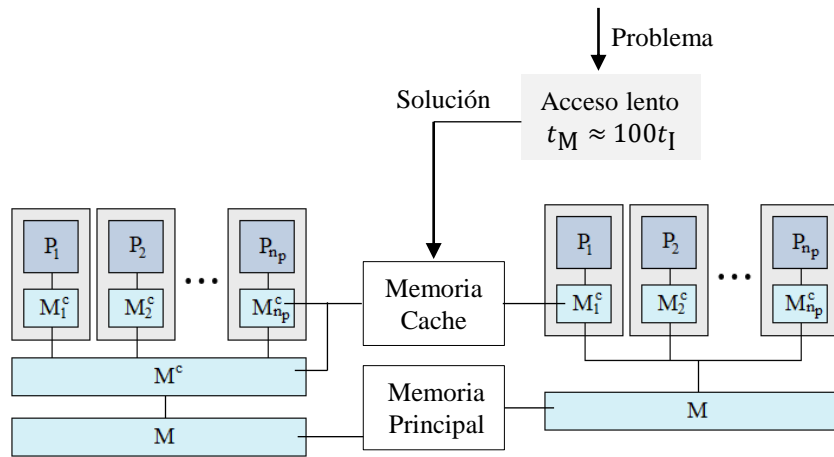 Problema
Solución
Acceso lento
t_M ≈ 100t_I
P_1 P_2 ••• P_{n_p}
M_1^c M_2^c M_{n_p}^c
M^c
M
Memoria
Cache
Memoria
Principal
P_1 P_2 ••• P_{n_p}
M_1^c M_2^c M_{n_p}^c
M